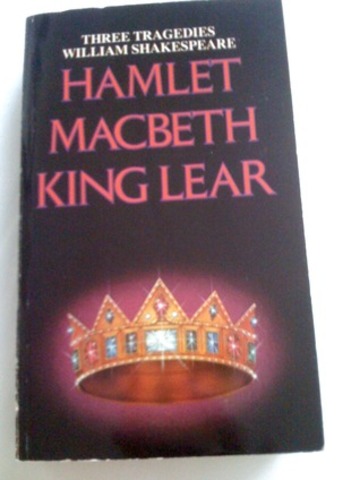 THREE TRAGEDIES
WILLIAM SHAKESPEARE
HAMLET
MACBETH
KING LEAR